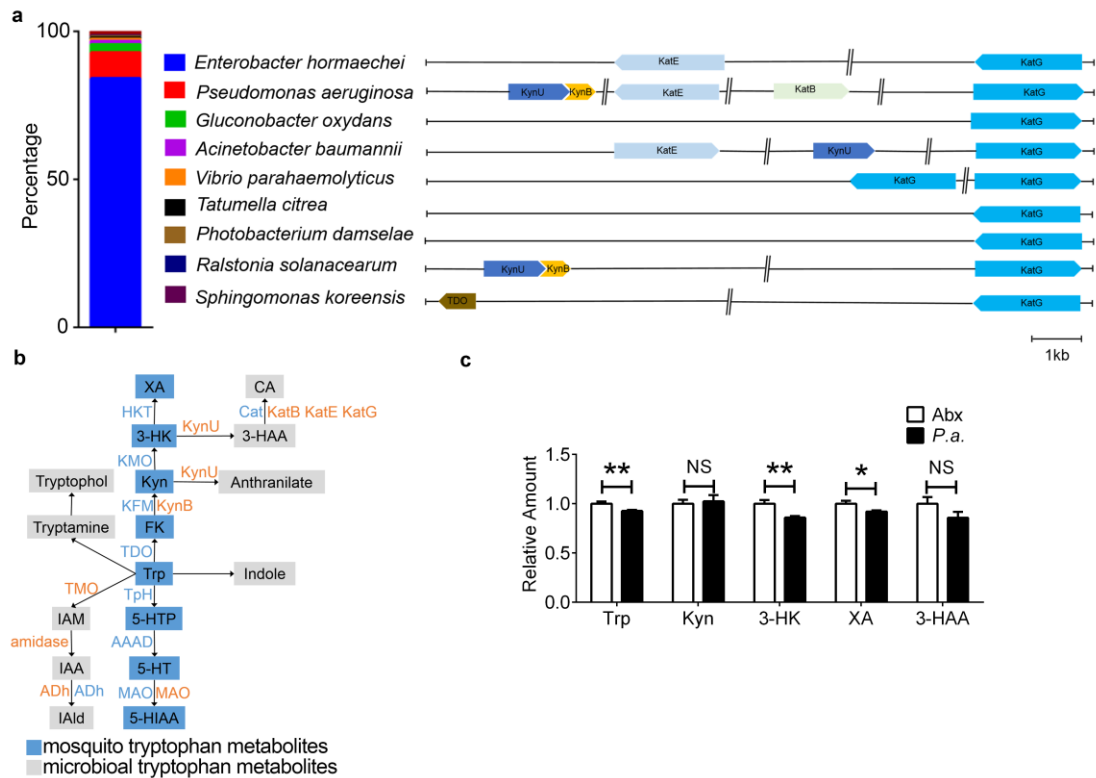 a
100
50
0
Percentage
Enterobacter hormaechei
Pseudomonas aeruginosa
Gluconobacter oxydans
Acinetobacter baumannii
Vibrio parahaemolyticus
Tatumella citrea
Photobacterium damselae
Ralstonia solanacearum
Sphingomonas koreensis
KatE KatG
KynU KynB KatE KatB KatG
KatG
KatE KynU KatG
KatG KatG
KatG
KatG
KynU KynB KatG
TDO KatG
1kb
b
XA CA
HKT Cat KatB KatE KatG
3-HK KynU 3-HAA
KMO
Tryptophol Kyn KynU Anthranilate
KFM KynB
Tryptamine FK
TDO
Trp Indole
TMO TpH
IAM 5-HTP
amidase AAAD
IAA 5-HT
ADh ADh MAO MAO
IAld 5-HIAA
mosquito tryptophan metabolites
microbioal tryptophan metabolites
c
Abx
P.a.
Relative Amount
1.5
1.0
0.5
0.0
** NS ** * NS
Trp Kyn 3-HK XA 3-HAA